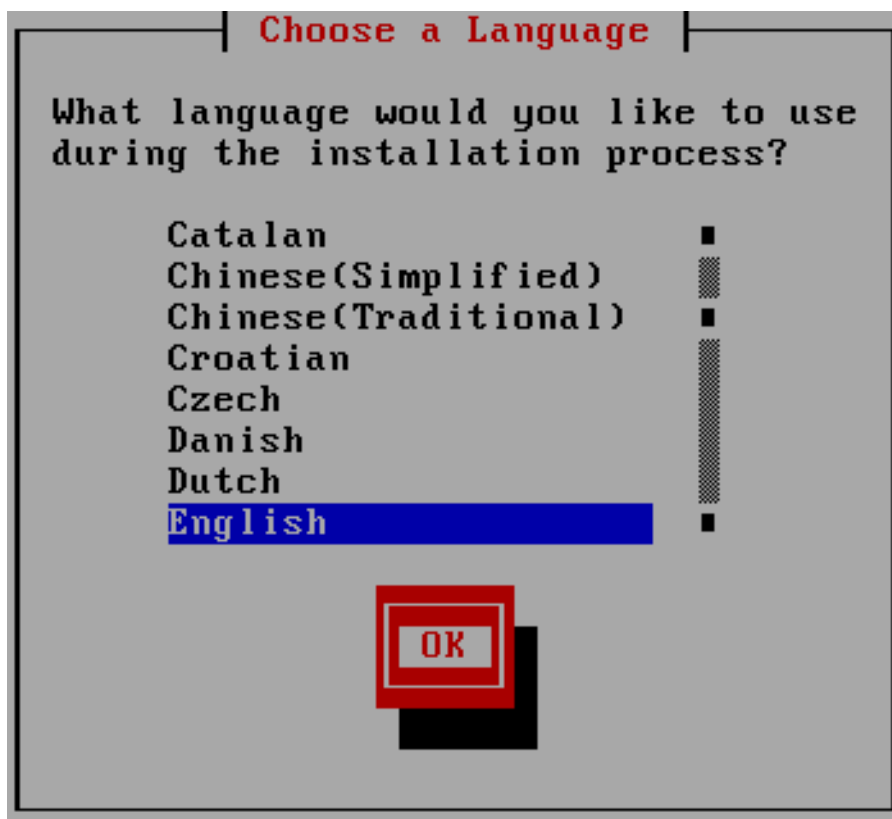 Choose a Language
What language would you like to use
during the installation process?
Catalan
Chinese(Simplified)
Chinese(Traditional)
Croatian
Czech
Danish
Dutch
English
OK